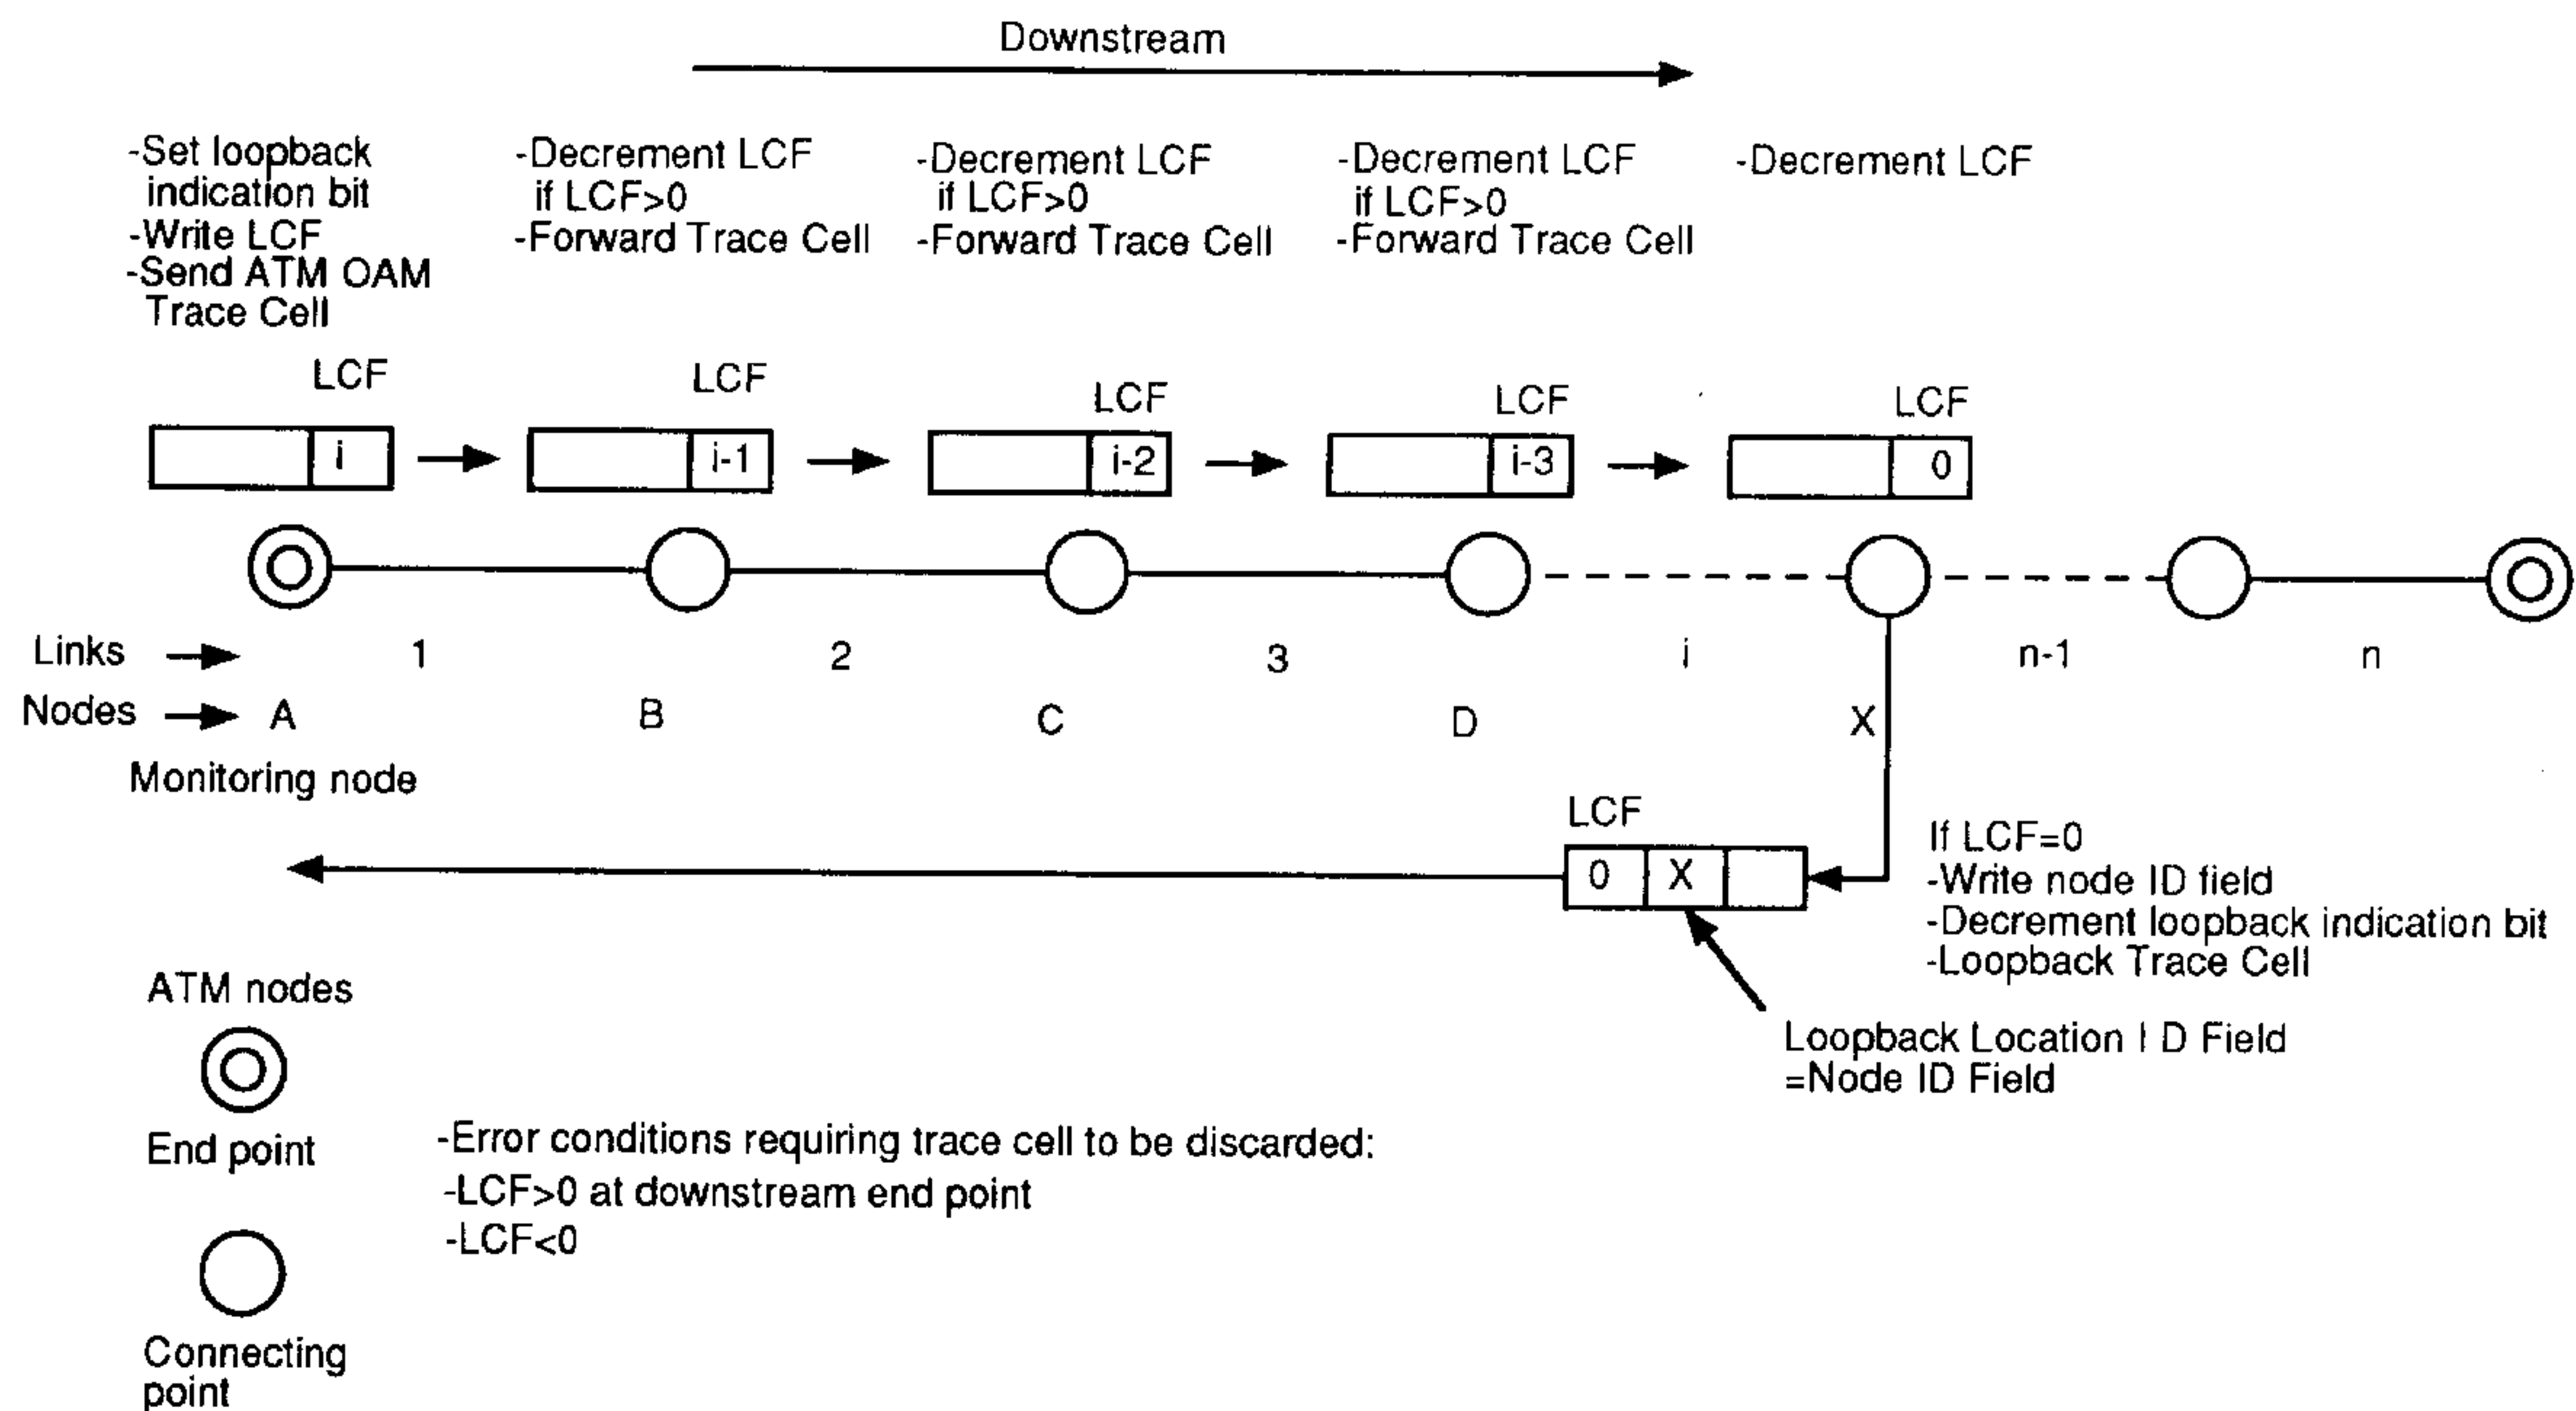 Downstream
-Set loopback
indication bit
-Write LCF
-Send ATM OAM
Trace Cell
-Decrement LCF
if LCF>0
-Forward Trace Cell
-Decrement LCF
if LCF>0
-Forward Trace Cell
-Decrement LCF
if LCF>0
-Forward Trace Cell
-Decrement LCF
LCF
LCF
LCF
LCF
LCF
i
i-1
i-2
i-3
0
Links
1
2
3
i
n-1
n
Nodes
A
B
C
D
X
Monitoring node
LCF
0
X
If LCF=0
-Write node ID field
-Decrement loopback indication bit
-Loopback Trace Cell
Loopback Location I D Field
=Node ID Field
ATM nodes
End point
Connecting
point
-Error conditions requiring trace cell to be discarded:
-LCF>0 at downstream end point
-LCF<0